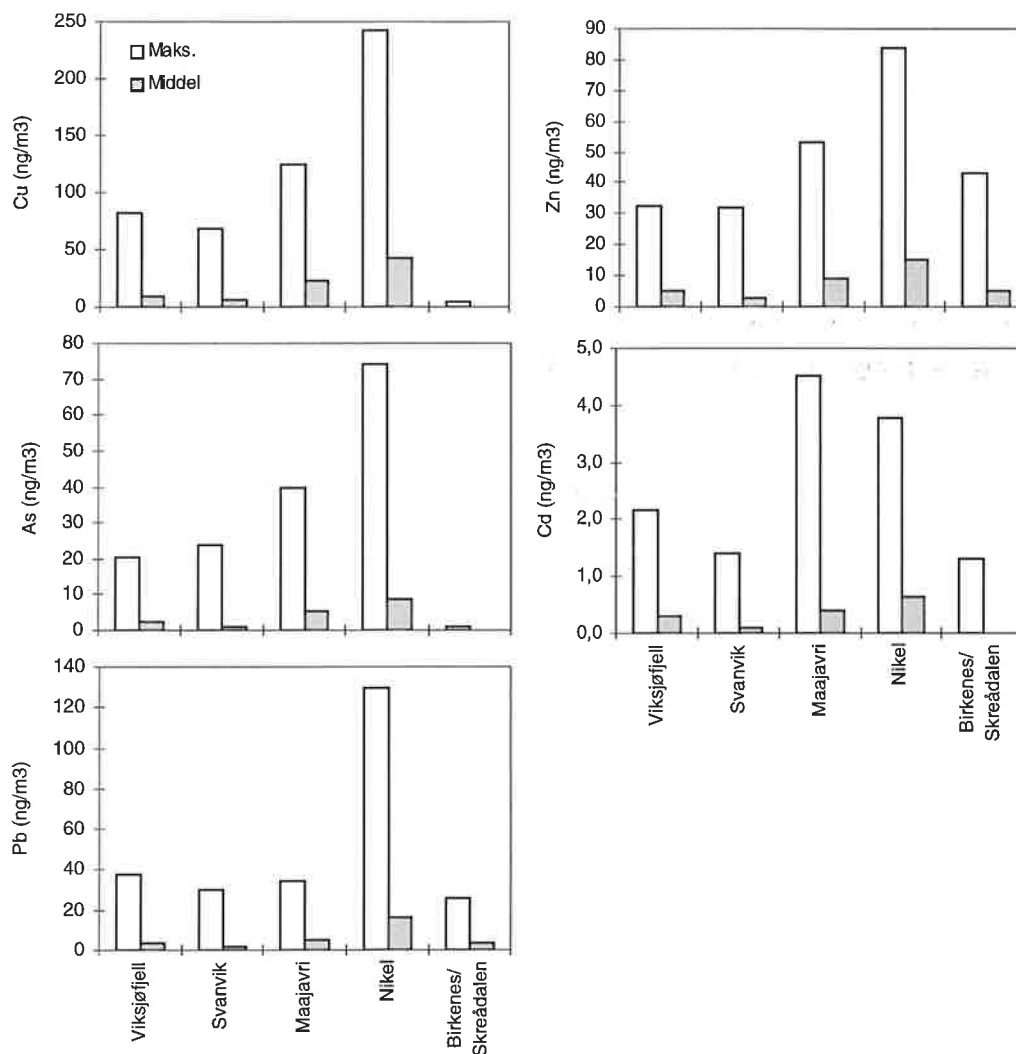 Cu (ng/m3)
250
200
150
100
50
0
Maks.
Middel
Zn (ng/m3)
90
80
70
60
50
40
30
20
10
0
As (ng/m3)
80
70
60
50
40
30
20
10
0
Cd (ng/m3)
5,0
4,0
3,0
2,0
1,0
0,0
Viksjøfjell
Svanvik
Maajavri
Nikel
Birkenes/
Skreådalen
Pb (ng/m3)
140
120
100
80
60
40
20
0
Viksjøfjell
Svanvik
Maajavri
Nikel
Birkenes/
Skreådalen